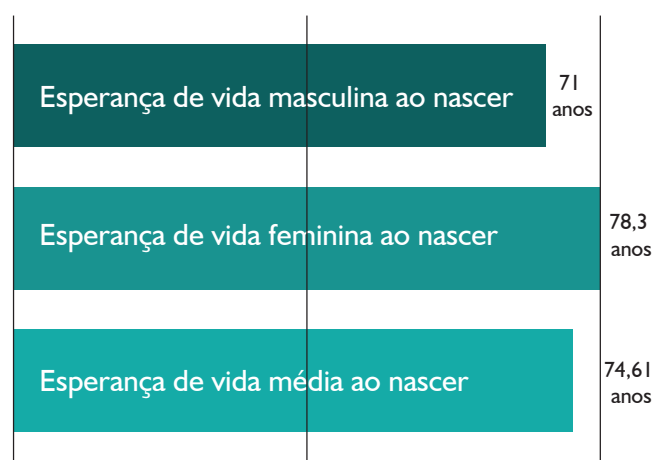 Esperança de vida masculina ao nascer
71
anos
Esperança de vida feminina ao nascer
78,3
anos
Esperança de vida média ao nascer
74,61
anos